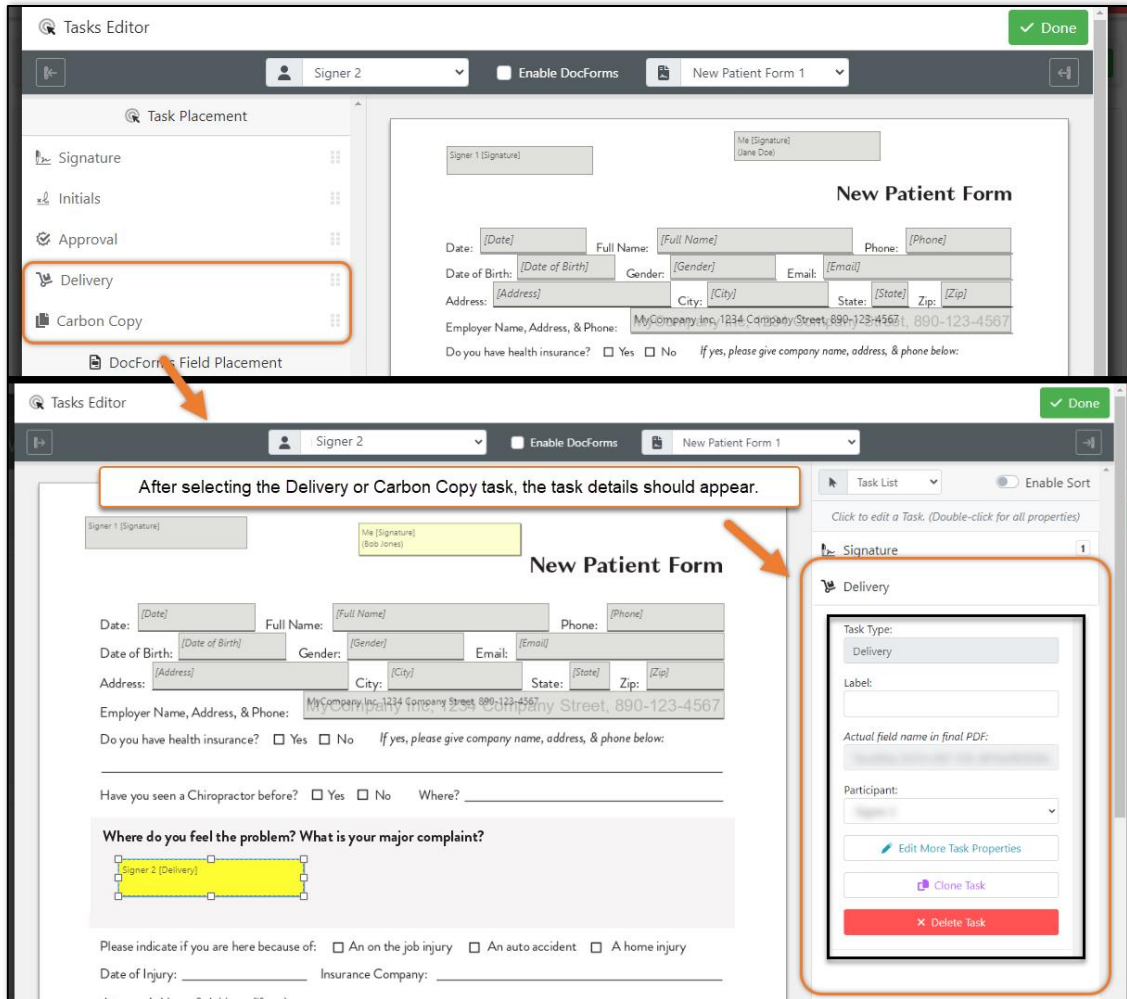 Tasks Editor
Done
Signer 2
Enable DocForms
New Patient Form 1
Task Placement
Signature
Initials
Approval
Delivery
Carbon Copy
DocForms Field Placement
Signer 1 [Signature]
Me [Signature]
(Jane Doe)
New Patient Form
Date: [Date] Full Name: [Full Name] Phone: [Phone]
Date of Birth: [Date of Birth] Gender: [Gender] Email: [Email]
Address: [Address] City: [City] State: [State] Zip: [Zip]
Employer Name, Address, & Phone: MyCompany Inc, 1234 Company Street, 890-123-4567
Do you have health insurance? Yes No If yes, please give company name, address, & phone below:
Tasks Editor
Done
Signer 2
Enable DocForms
New Patient Form 1
After selecting the Delivery or Carbon Copy task, the task details should appear.
Signer 1 [Signature]
Me [Signature]
(Bob Jones)
New Patient Form
Date: [Date] Full Name: [Full Name] Phone: [Phone]
Date of Birth: [Date of Birth] Gender: [Gender] Email: [Email]
Address: [Address] City: [City] State: [State] Zip: [Zip]
Employer Name, Address, & Phone: MyCompany Inc, 1234 Company Street, 890-123-4567
Do you have health insurance? Yes No If yes, please give company name, address, & phone below:
Have you seen a Chiropractor before? Yes No Where?
Where do you feel the problem? What is your major complaint?
Signer 2 [Delivery]
Please indicate if you are here because of: An on the job injury An auto accident A home injury
Date of Injury: Insurance Company:
Task List
Enable Sort
Click to edit a Task. (Double-click for all properties)
Signature 1
Delivery
Task Type:
Delivery
Label:
Actual field name in final PDF:
Participant:
Edit More Task Properties
Clone Task
Delete Task